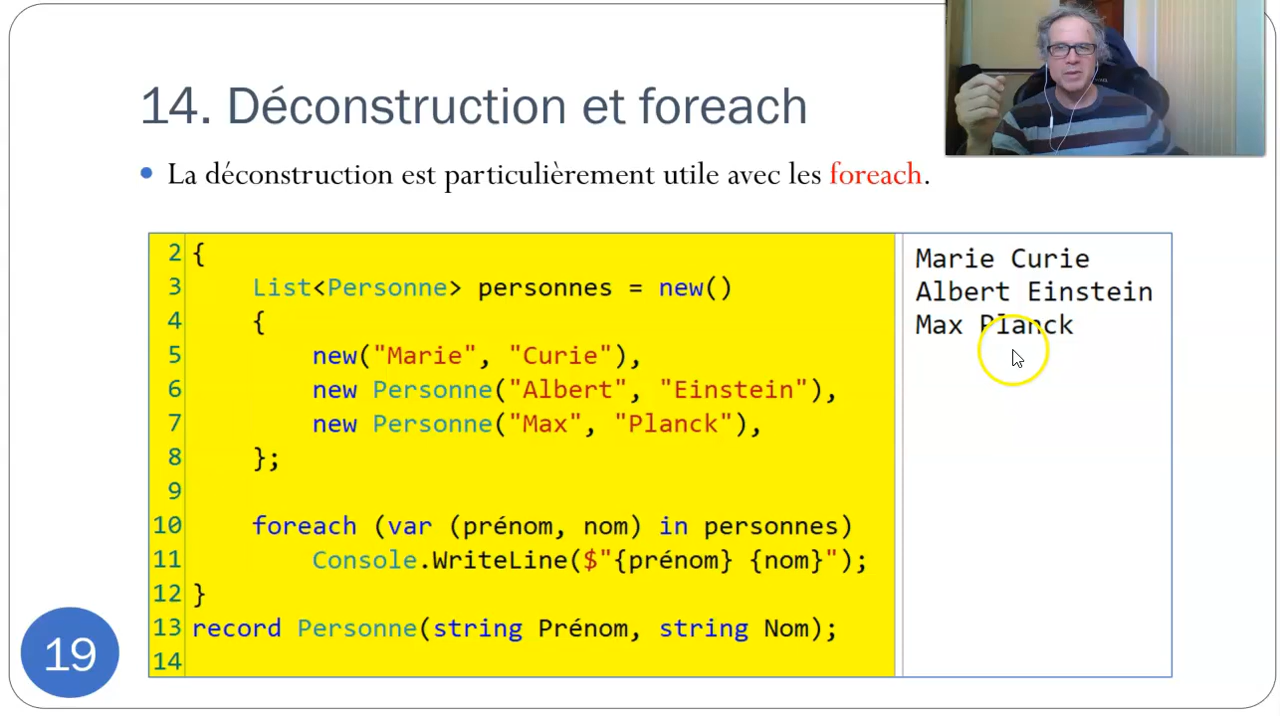 14. Déconstruction et foreach
• La déconstruction est particulièrement utile avec les foreach.
2 {
3 List<Personne> personnes = new()
4 {
5 new("Marie", "Curie"),
6 new Personne("Albert", "Einstein"),
7 new Personne("Max", "Planck"),
8 };
9
10 foreach (var (prénom, nom) in personnes)
11 Console.WriteLine($"{prénom} {nom}");
12 }
13 record Personne(string Prénom, string Nom);
14
Marie Curie
Albert Einstein
Max Planck
19